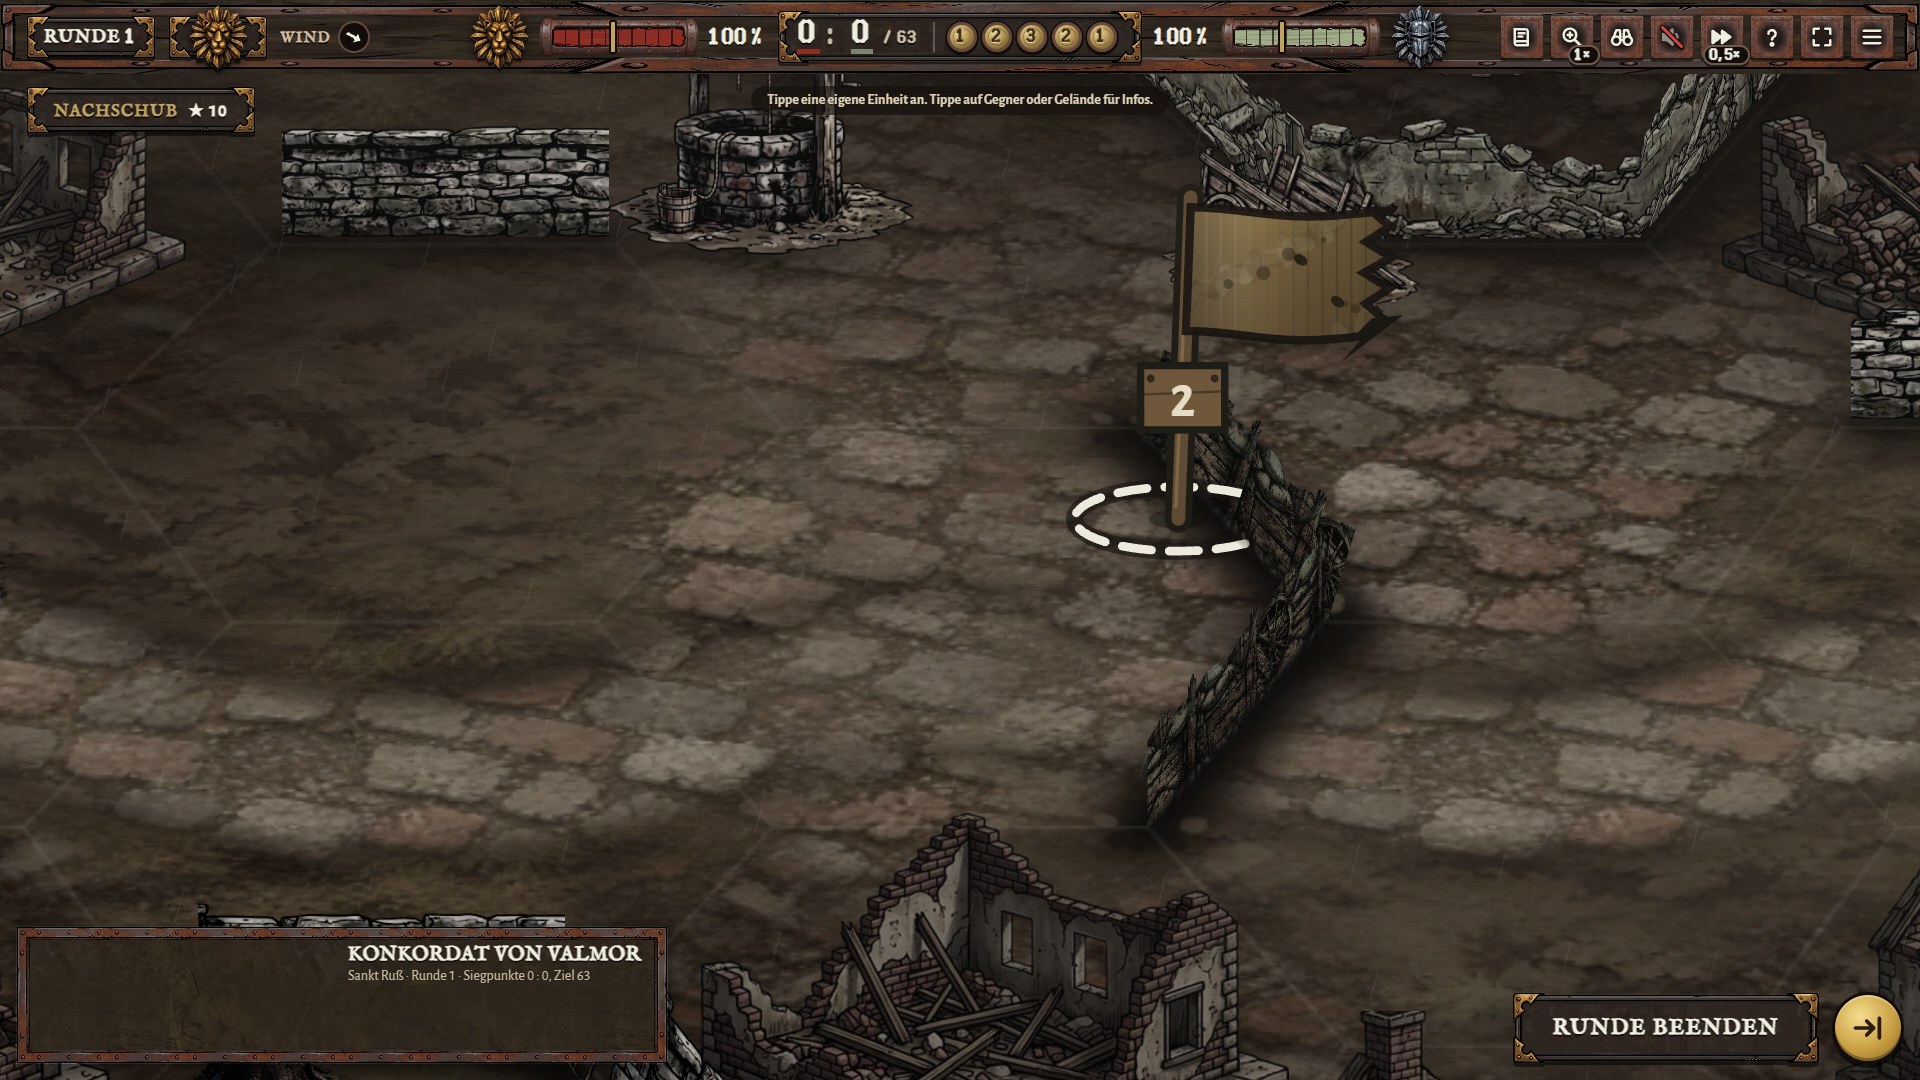 RUNDE 1
WIND
100 %
0 : 0 / 63
1 2 3 2 1
100 %
1×
0,5×
?
NACHSCHUB ★ 10
Tippe eine eigene Einheit an. Tippe auf Gegner oder Gelände für Infos.
2
KONKORDAT VON VALMOR
Sankt Ruß · Runde 1 · Siegpunkte 0 : 0, Ziel 63
RUNDE BEENDEN